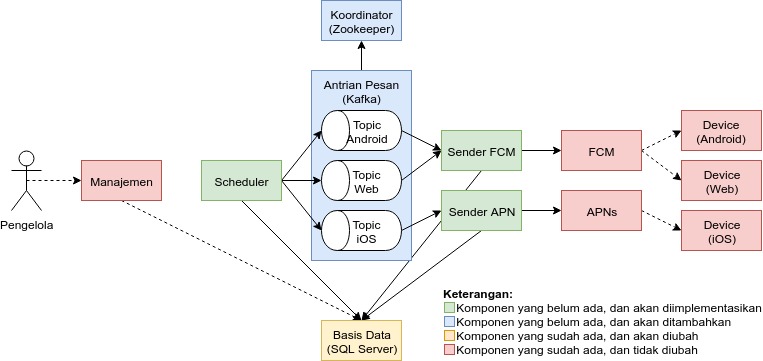 Koordinator
(Zookeeper)
Antrian Pesan
(Kafka)
Topic
Android
Topic
Web
Topic
iOS
Pengelola
Manajemen
Scheduler
Sender FCM
Sender APN
FCM
APNs
Device
(Android)
Device
(Web)
Device
(iOS)
Basis Data
(SQL Server)
Keterangan:
Komponen yang belum ada, dan akan diimplementasikan
Komponen yang belum ada, dan akan ditambahkan
Komponen yang sudah ada, dan akan diubah
Komponen yang sudah ada, dan tidak diubah